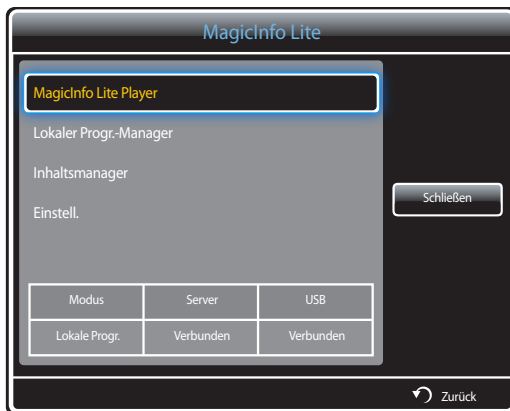 MagicInfo Lite
MagicInfo Lite Player
Lokaler Progr.-Manager
Inhaltsmanager
Einstell.
Schließen
Modus Server USB
Lokale Progr. Verbunden Verbunden
Zurück